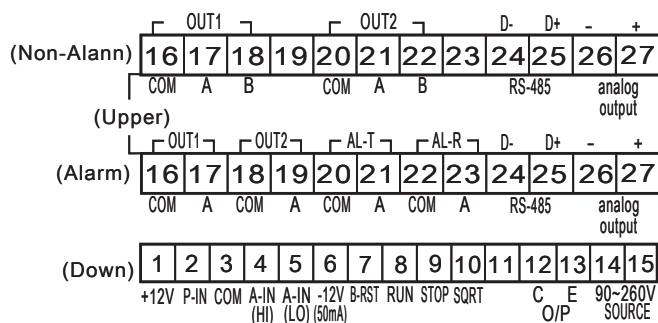 OUT1 OUT2 D- D+ – +
(Non-Alann) 16 17 18 19 20 21 22 23 24 25 26 27
COM A B COM A B RS-485 analog
output
(Upper)
OUT1 OUT2 AL-T AL-R D- D+ – +
(Alarm) 16 17 18 19 20 21 22 23 24 25 26 27
COM A COM A COM A COM A RS-485 analog
output
(Down) 1 2 3 4 5 6 7 8 9 10 11 12 13 14 15
+12V P-IN COM A-IN A-IN -12V B-RST RUN STOP SQRT C E 90~260V
(HI) (LO) (50mA) O/P SOURCE